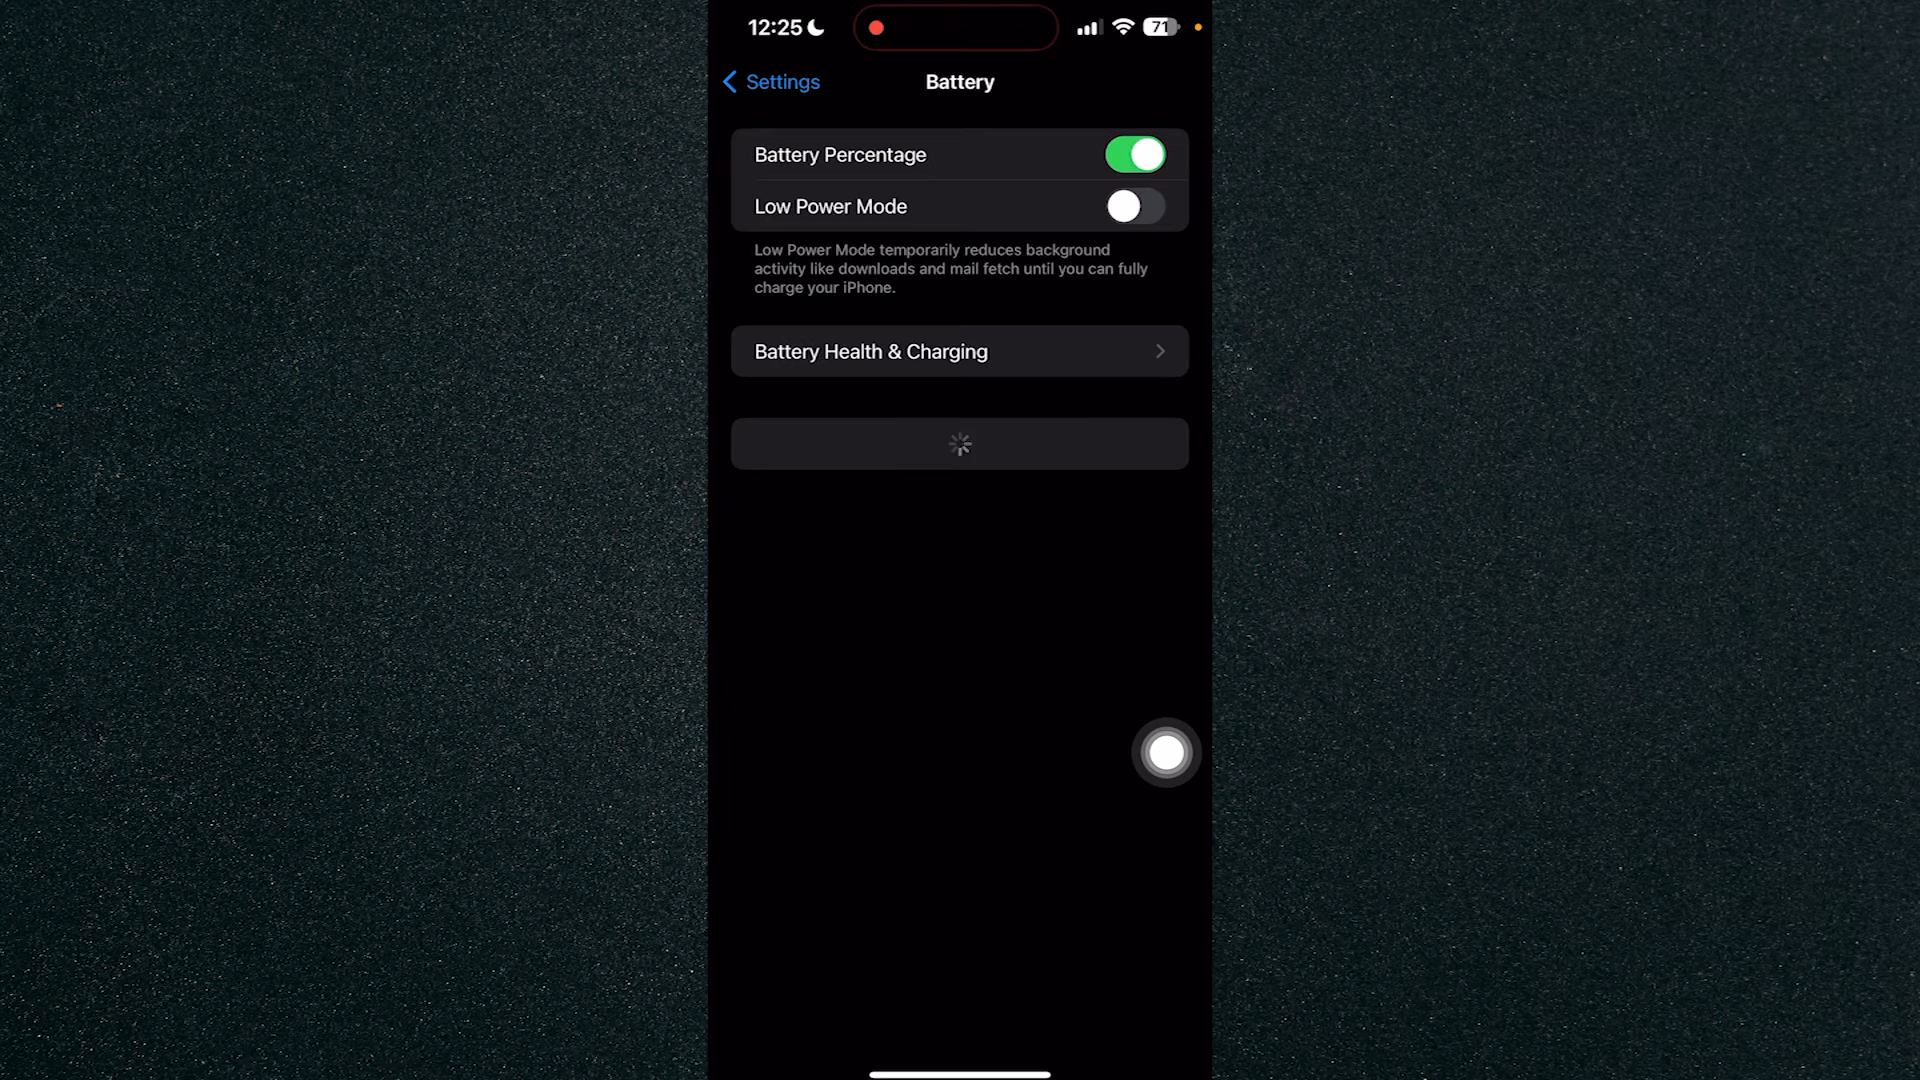 12:25
71
Settings
Battery
Battery Percentage
Low Power Mode
Low Power Mode temporarily reduces background
activity like downloads and mail fetch until you can fully
charge your iPhone.
Battery Health & Charging